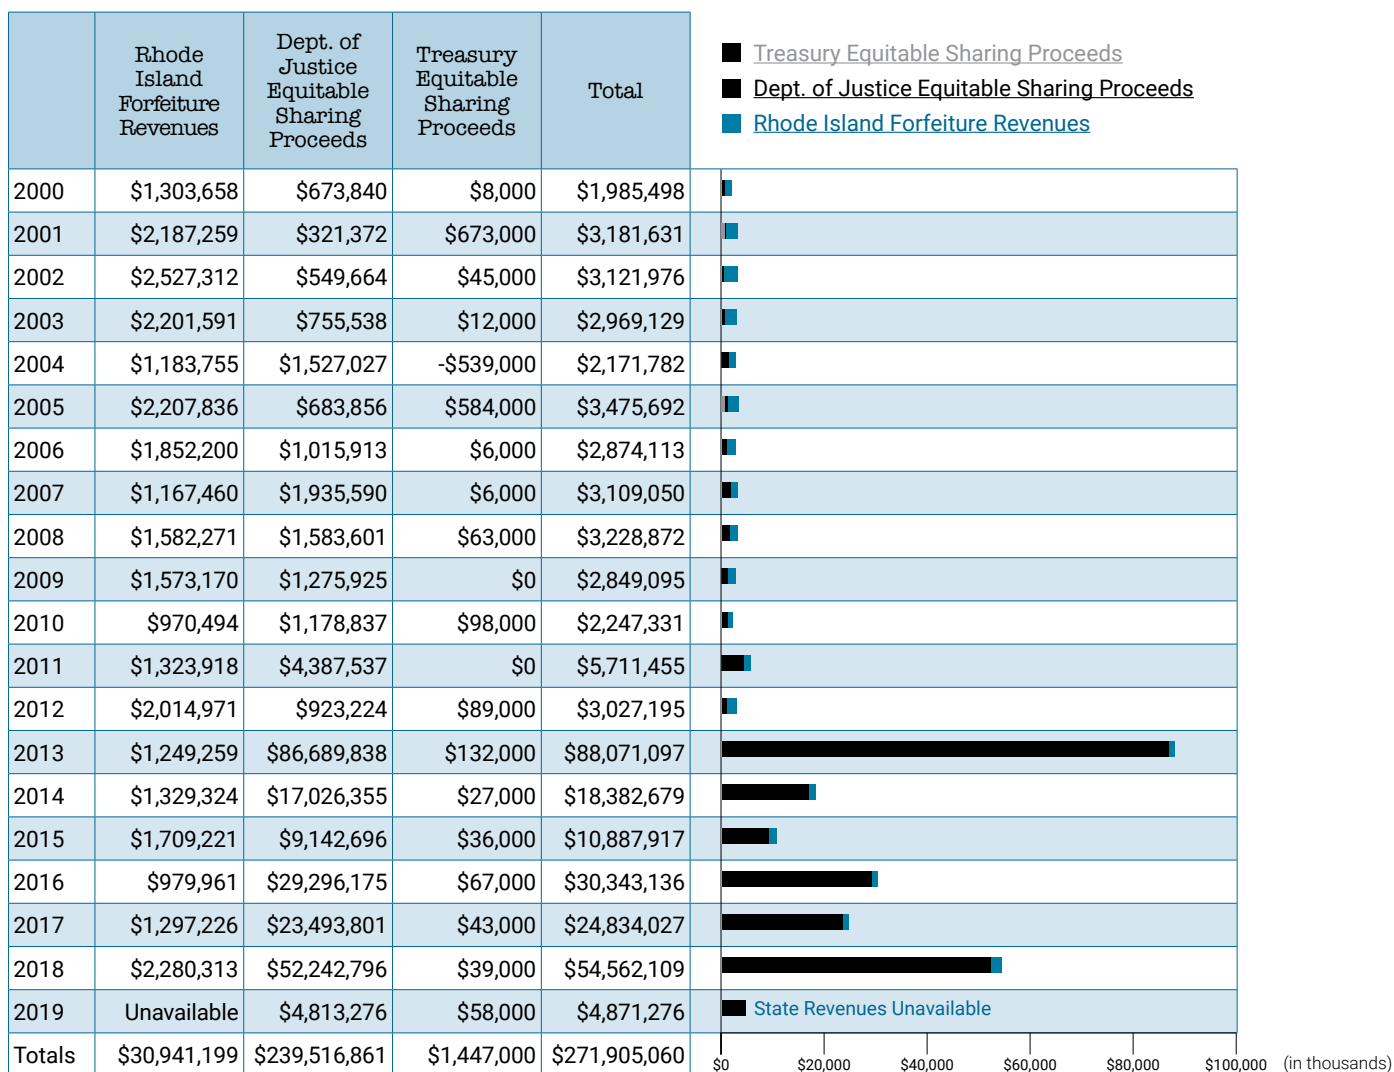 Rhode
Island
Forfeiture
Revenues
Dept. of
Justice
Equitable
Sharing
Proceeds
Treasury
Equitable
Sharing
Proceeds
Total
Treasury Equitable Sharing Proceeds
Dept. of Justice Equitable Sharing Proceeds
Rhode Island Forfeiture Revenues
2000 $1,303,658 $673,840 $8,000 $1,985,498
2001 $2,187,259 $321,372 $673,000 $3,181,631
2002 $2,527,312 $549,664 $45,000 $3,121,976
2003 $2,201,591 $755,538 $12,000 $2,969,129
2004 $1,183,755 $1,527,027 -$539,000 $2,171,782
2005 $2,207,836 $683,856 $584,000 $3,475,692
2006 $1,852,200 $1,015,913 $6,000 $2,874,113
2007 $1,167,460 $1,935,590 $6,000 $3,109,050
2008 $1,582,271 $1,583,601 $63,000 $3,228,872
2009 $1,573,170 $1,275,925 $0 $2,849,095
2010 $970,494 $1,178,837 $98,000 $2,247,331
2011 $1,323,918 $4,387,537 $0 $5,711,455
2012 $2,014,971 $923,224 $89,000 $3,027,195
2013 $1,249,259 $86,689,838 $132,000 $88,071,097
2014 $1,329,324 $17,026,355 $27,000 $18,382,679
2015 $1,709,221 $9,142,696 $36,000 $10,887,917
2016 $979,961 $29,296,175 $67,000 $30,343,136
2017 $1,297,226 $23,493,801 $43,000 $24,834,027
2018 $2,280,313 $52,242,796 $39,000 $54,562,109
2019 Unavailable $4,813,276 $58,000 $4,871,276 State Revenues Unavailable
Totals $30,941,199 $239,516,861 $1,447,000 $271,905,060
$0 $20,000 $40,000 $60,000 $80,000 $100,000 (in thousands)